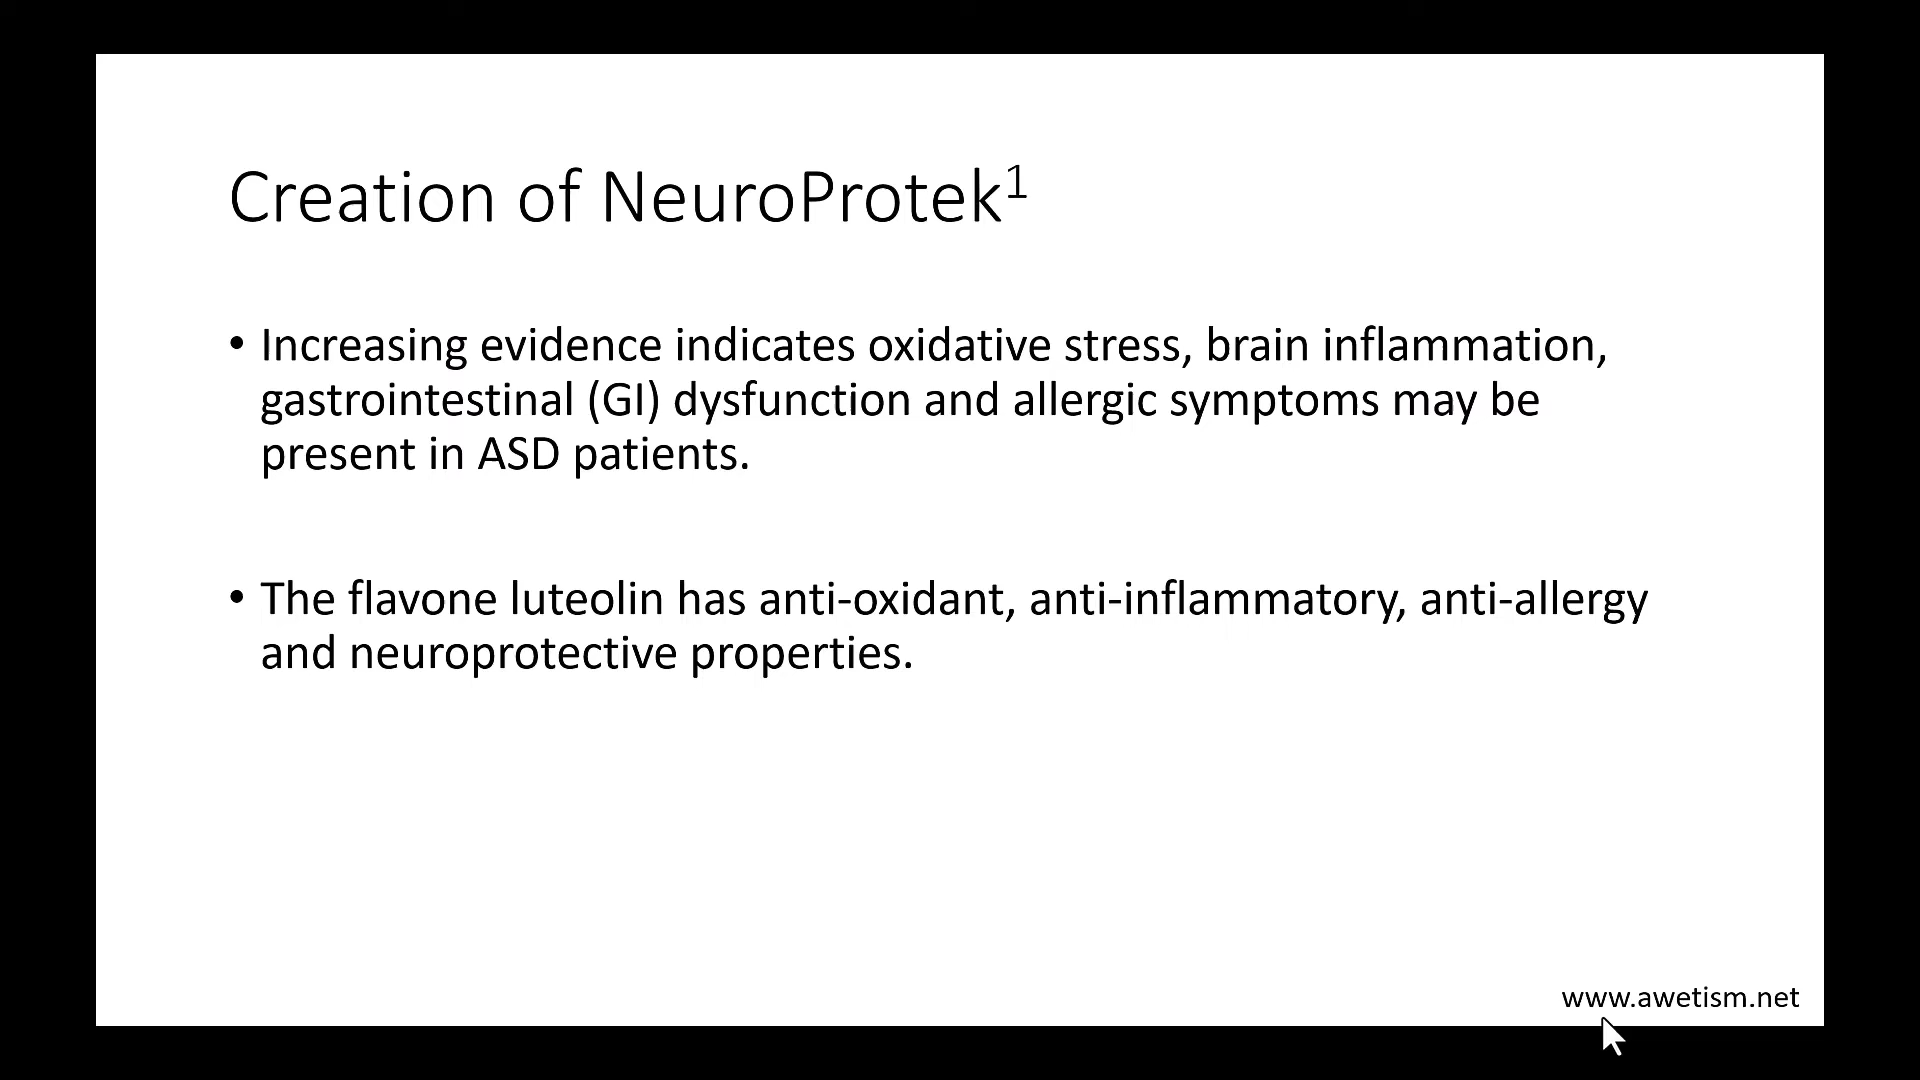 Creation of NeuroProtek¹
• Increasing evidence indicates oxidative stress, brain inflammation,
gastrointestinal (GI) dysfunction and allergic symptoms may be
present in ASD patients.
• The flavone luteolin has anti-oxidant, anti-inflammatory, anti-allergy
and neuroprotective properties.
www.awetism.net